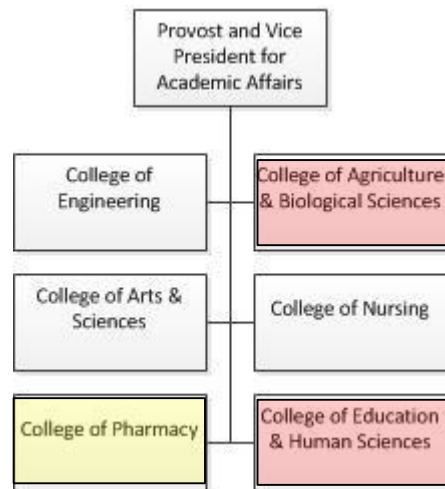 Provost and Vice
President for
Academic Affairs
College of
Engineering
College of Agriculture
& Biological Sciences
College of Arts &
Sciences
College of Nursing
College of Pharmacy
College of Education
& Human Sciences